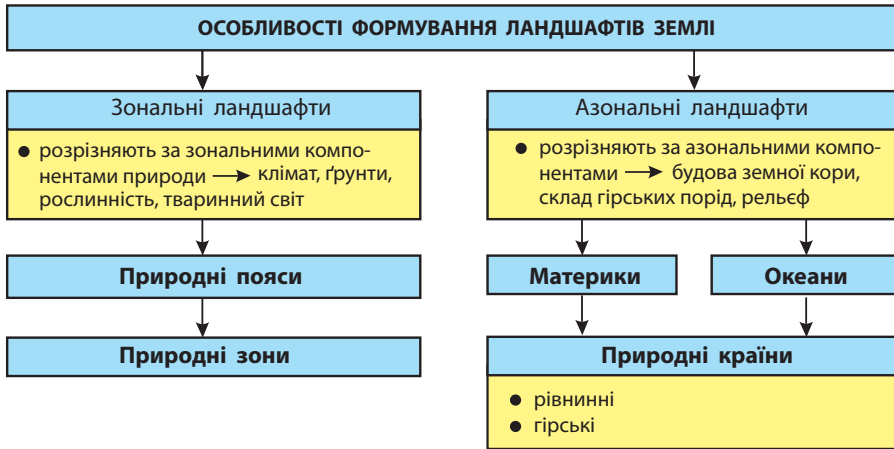 ОСОБЛИВОСТІ ФОРМУВАННЯ ЛАНДШАФТІВ ЗЕМЛІ
Зональні ландшафти
● розрізняють за зональними компо-
нентами природи → клімат, ґрунти,
рослинність, тваринний світ
Природні пояси
Природні зони
Азональні ландшафти
● розрізняють за азональними компо-
нентами → будова земної кори,
склад гірських порід, рельєф
Материки
Океани
Природні країни
● рівнинні
● гірські